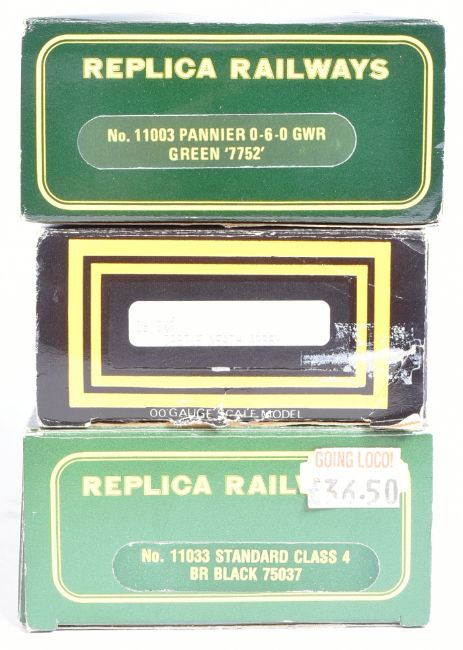 REPLICA RAILWAYS
No. 11003 PANNIER 0-6-0 GWR
GREEN '7752'
OO GAUGE SCALE MODEL
GOING LOCO!
£36.50
REPLICA
No. 11033 STANDARD CLASS 4
BR BLACK 75037